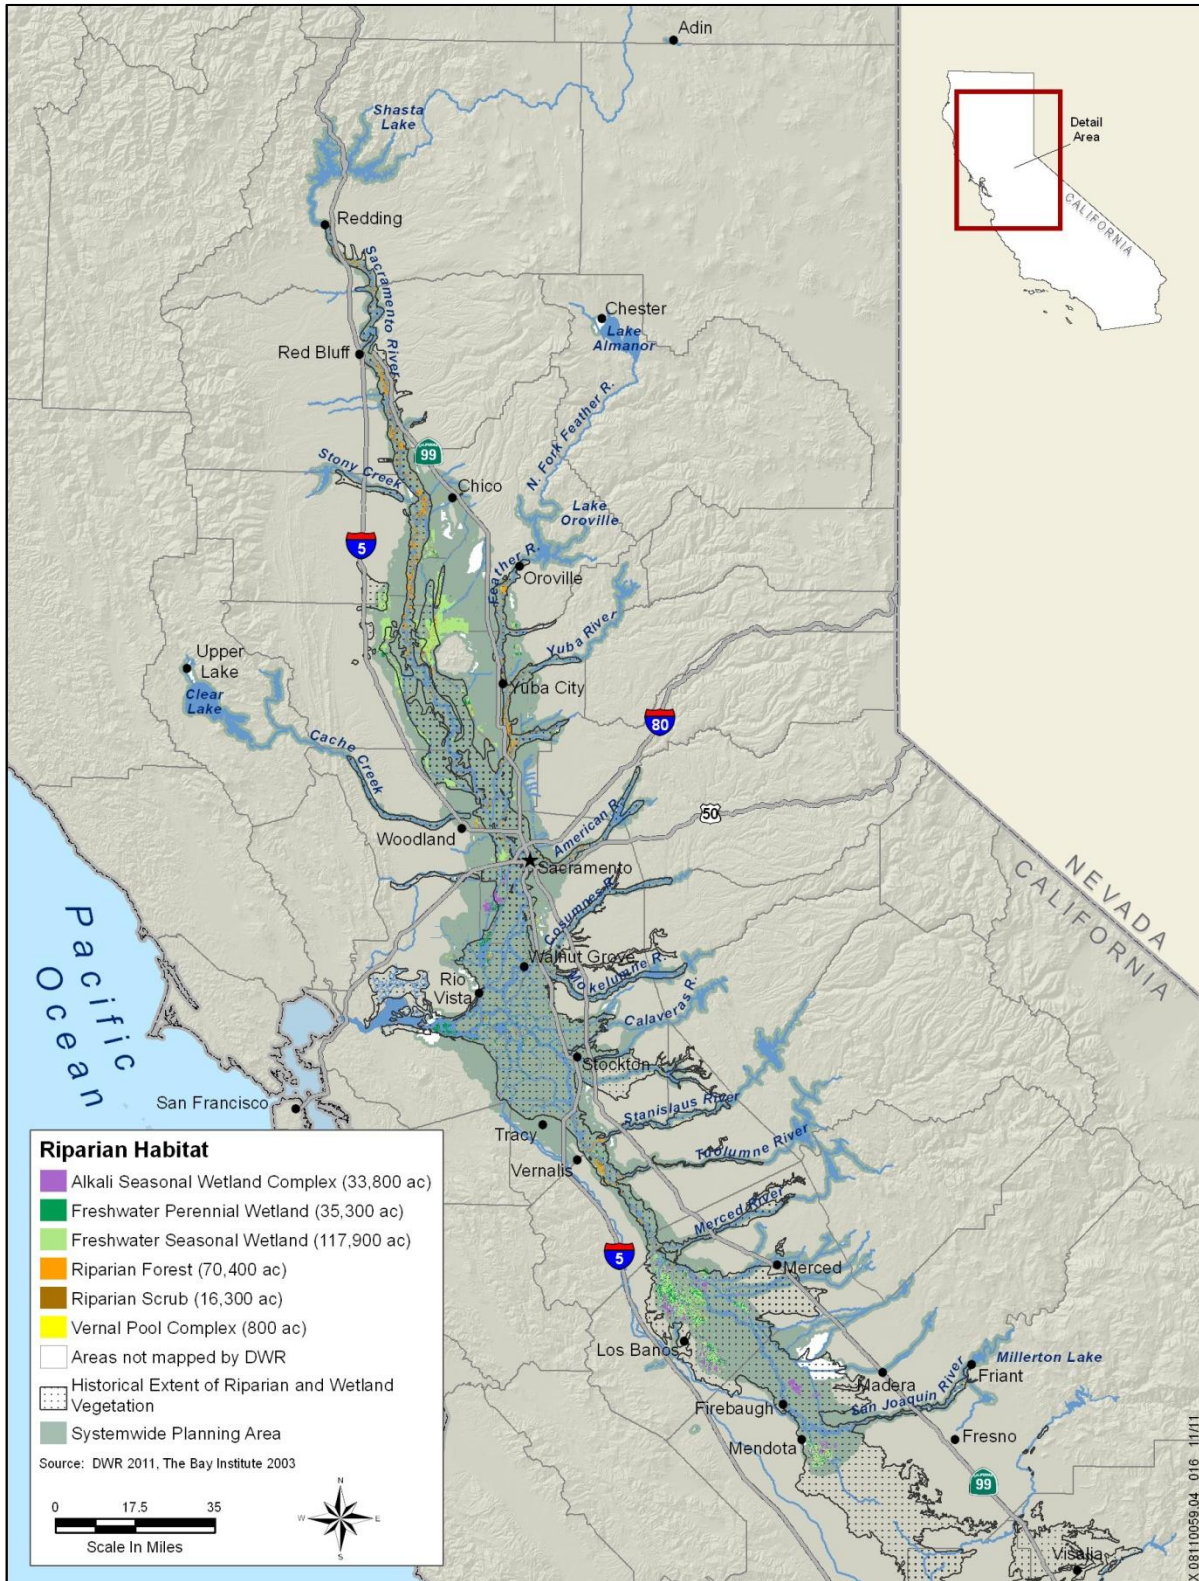 Adin
Shasta
Lake
Detail
Area
CALIFORNIA
Redding
Sacramento River
Chester
Lake
Almanor
Red Bluff
N. Fork Feather R.
99
Stony Creek
Chico
Lake
Oroville
5
Feather R.
Oroville
Yuba River
Upper
Lake
Clear
Lake
Yuba City
80
Cache Creek
50
American R.
Woodland
Sacramento
NEVADA
CALIFORNIA
Cosumnes R.
Pacific
Ocean
Walnut Grove
Mokelumne R.
Rio
Vista
Calaveras R.
Stockton
San Francisco
Stanislaus River
Tracy
Tuolumne River
Vernalis
Merced River
5
Merced
Los Banos
Millerton Lake
Friant
Madera
San Joaquin River
Firebaugh
Mendota
Fresno
99
Visalia
Riparian Habitat
Alkali Seasonal Wetland Complex (33,800 ac)
Freshwater Perennial Wetland (35,300 ac)
Freshwater Seasonal Wetland (117,900 ac)
Riparian Forest (70,400 ac)
Riparian Scrub (16,300 ac)
Vernal Pool Complex (800 ac)
Areas not mapped by DWR
Historical Extent of Riparian and Wetland
Vegetation
Systemwide Planning Area
Source: DWR 2011, The Bay Institute 2003
0 17.5 35
Scale In Miles
N
W E
S
X 08110059.04 016 11/11